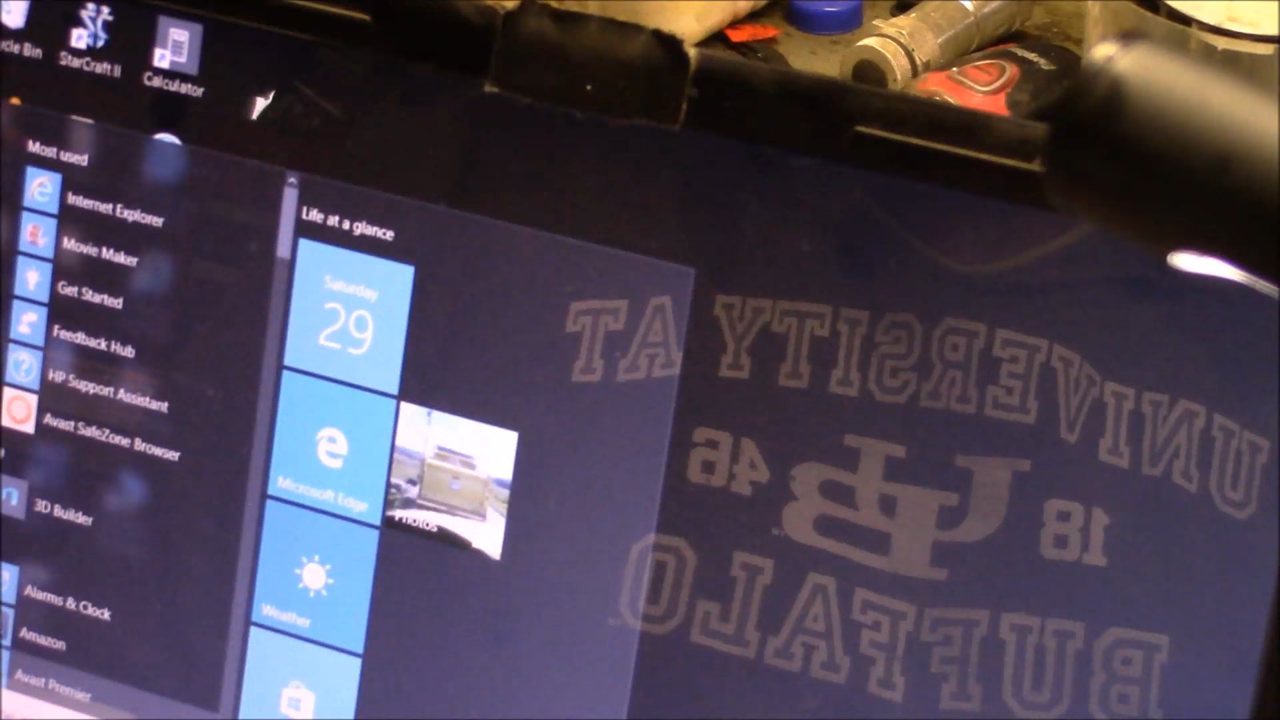 StarCraft II
Calculator
Most used
Internet Explorer
Movie Maker
Get Started
Feedback Hub
HP Support Assistant
Avast SafeZone Browser
3D Builder
Alarms & Clock
Amazon
Avast Premier
Life at a glance
Saturday
29
Microsoft Edge
Photos
Weather
UNIVERSITY AT
18 UB 46
BUFFALO